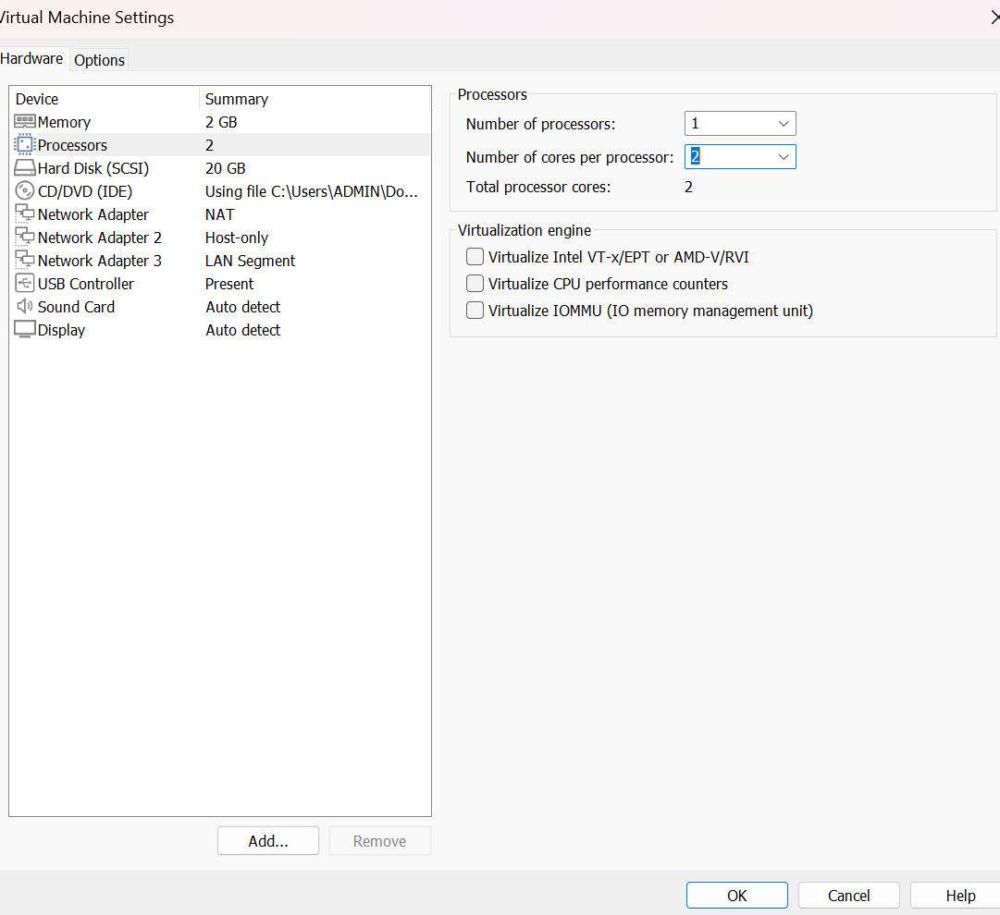 Virtual Machine Settings
Hardware Options
Device Summary
Memory 2 GB
Processors 2
Hard Disk (SCSI) 20 GB
CD/DVD (IDE) Using file C:\Users\ADMIN\Do...
Network Adapter NAT
Network Adapter 2 Host-only
Network Adapter 3 LAN Segment
USB Controller Present
Sound Card Auto detect
Display Auto detect
Add... Remove
Processors
Number of processors: 1
Number of cores per processor: 2
Total processor cores: 2
Virtualization engine
Virtualize Intel VT-x/EPT or AMD-V/RVI
Virtualize CPU performance counters
Virtualize IOMMU (IO memory management unit)
OK Cancel Help